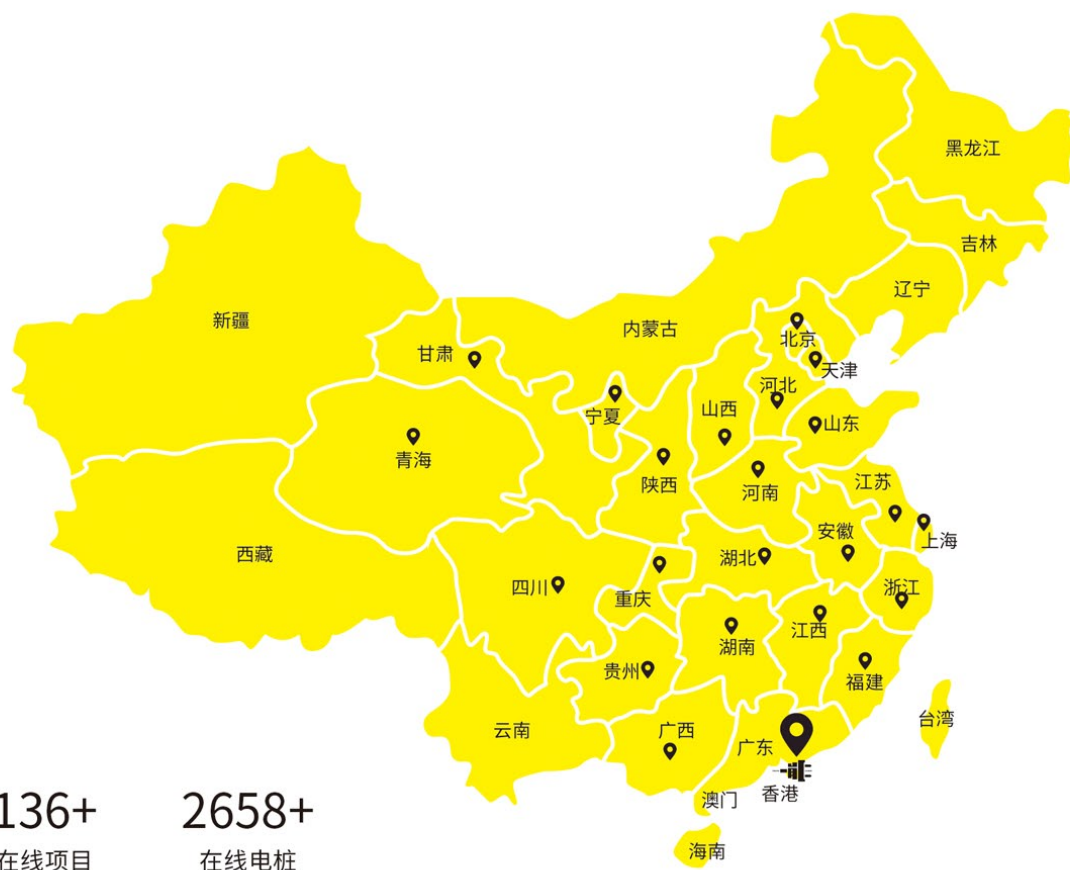 黑龙江
吉林
辽宁
新疆
内蒙古
甘肃
北京
天津
河北
宁夏
山西
山东
青海
陕西
河南
江苏
安徽
上海
西藏
湖北
四川
重庆
浙江
江西
湖南
贵州
福建
台湾
云南
广西
广东
香港
澳门
海南
136+
2658+
在线项目
在线电桩